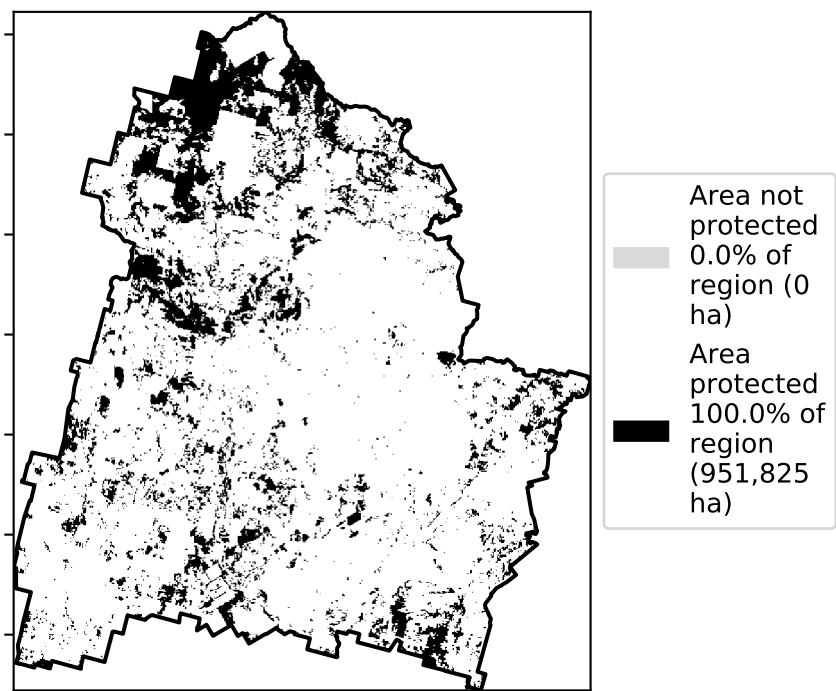 Area not
protected
0.0% of
region (0
ha)
Area
protected
100.0% of
region
(951,825
ha)